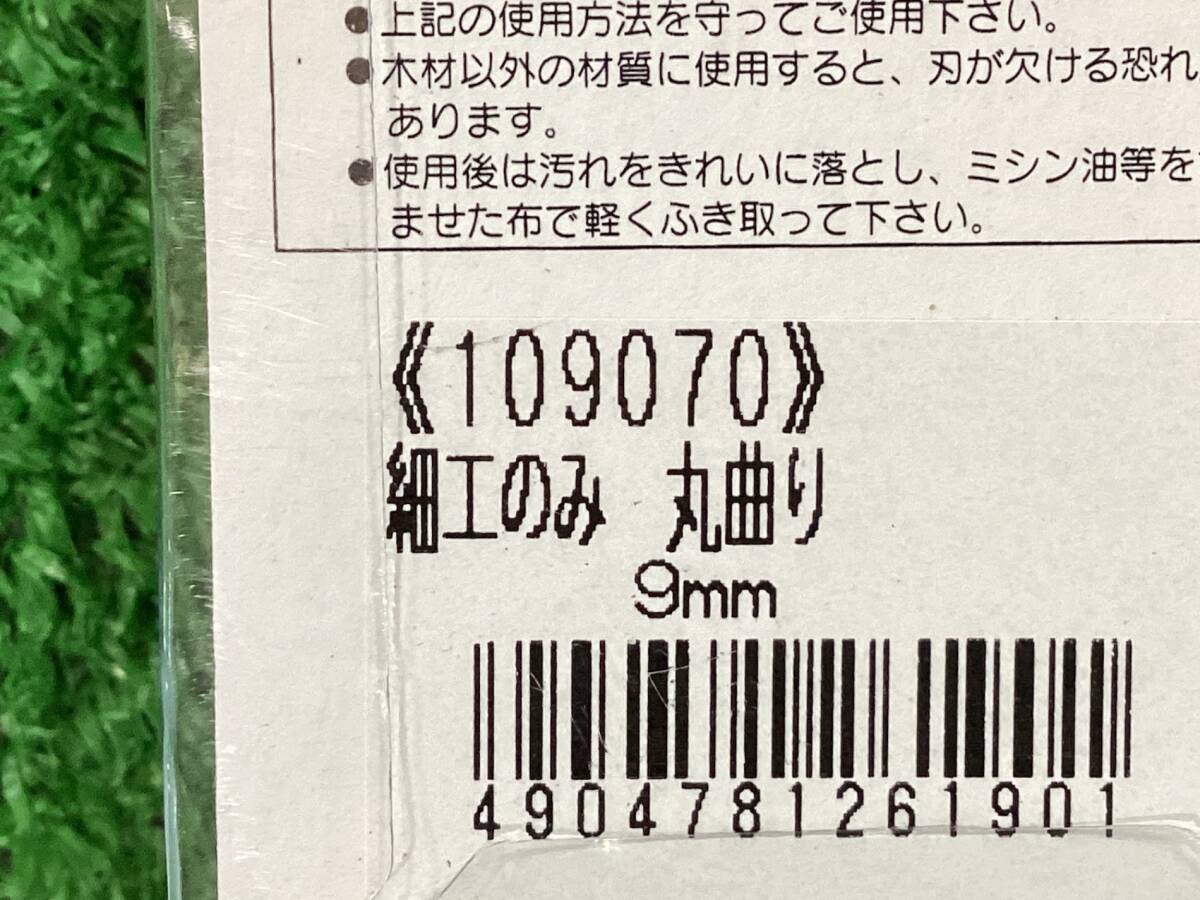 ●上記の使用方法を守ってご使用下さい。
●木材以外の材質に使用すると、刃が欠ける恐れ
あります。
●使用後は汚れをきれいに落とし、ミシン油等を
ませた布で軽くふき取って下さい。
《109070》
細工のみ 丸曲り
9mm
4904781261901